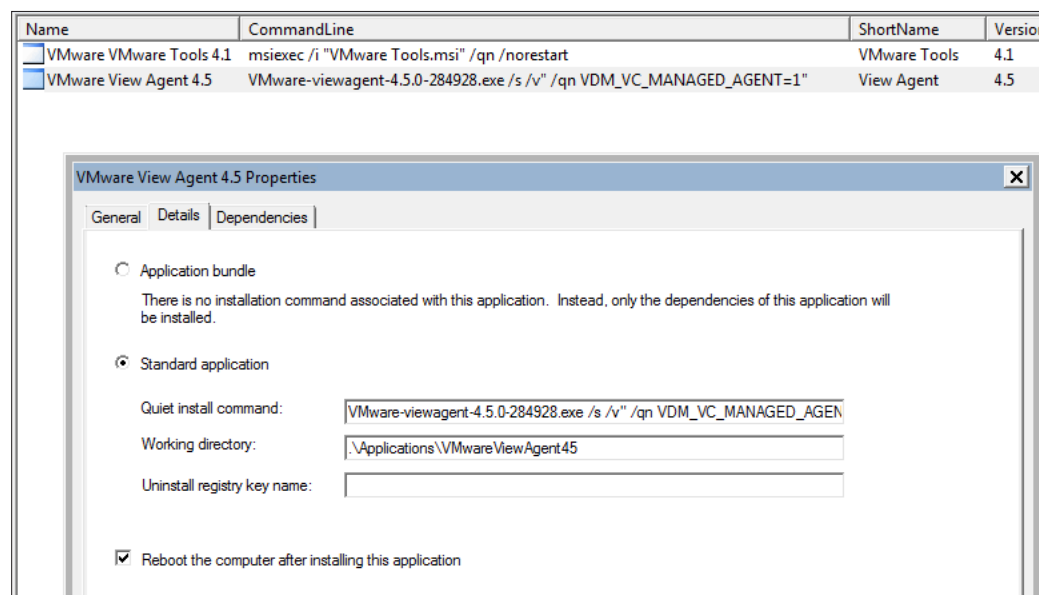 Name CommandLine ShortName Versio
VMware VMware Tools 4.1 msiexec /i "VMware Tools.msi" /qn /norestart VMware Tools 4.1
VMware View Agent 4.5 VMware-viewagent-4.5.0-284928.exe /s /v" /qn VDM_VC_MANAGED_AGENT=1" View Agent 4.5
VMware View Agent 4.5 Properties
General Details Dependencies
Application bundle
There is no installation command associated with this application. Instead, only the dependencies of this application will
be installed.
Standard application
Quiet install command: VMware-viewagent-4.5.0-284928.exe /s /v" /qn VDM_VC_MANAGED_AGEN
Working directory: .\Applications\VMwareViewAgent45
Uninstall registry key name:
Reboot the computer after installing this application